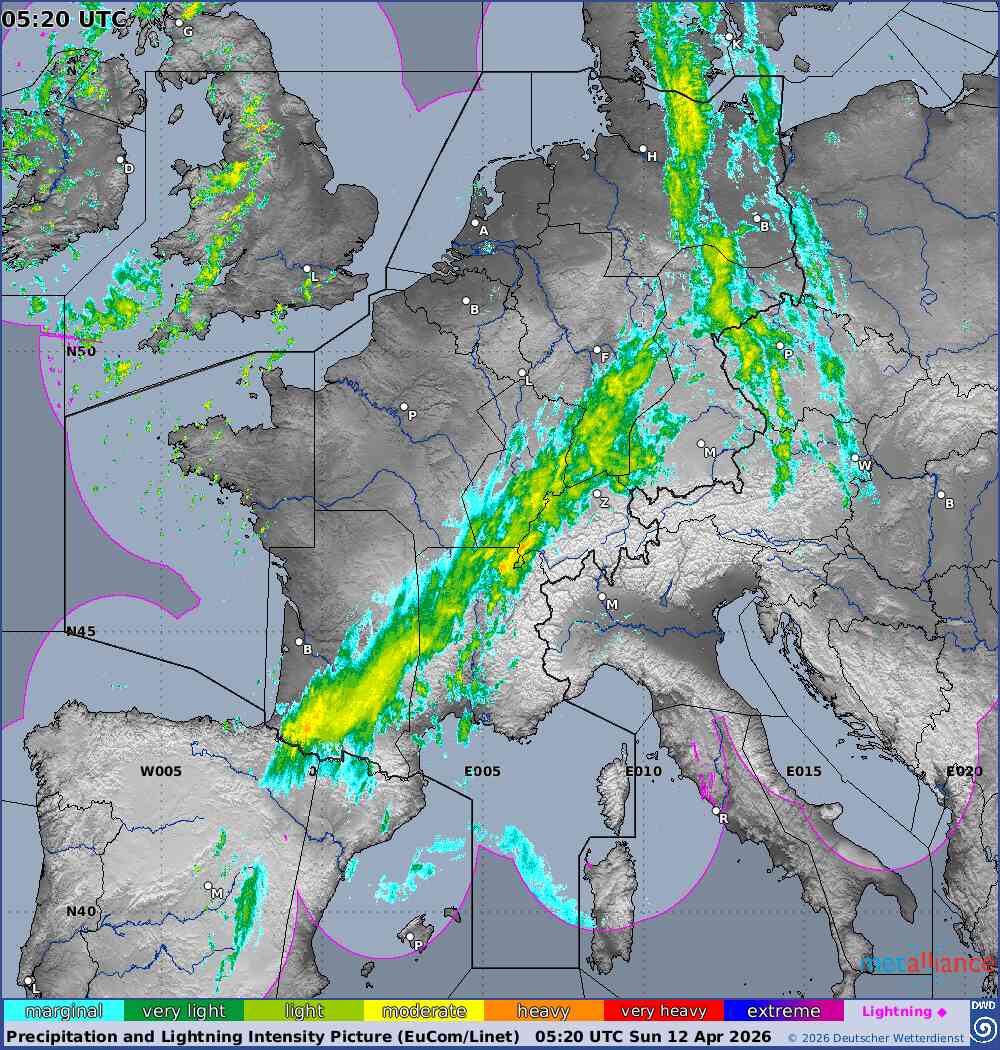 05:20 UTC
G
K
N
D
H
A
B
L
B
N50
F
P
L
P
M
W
Z
B
M
N45
B
W005
0
E005
E010
E015
E020
R
M
N40
P
L
metalliance
marginal very light light moderate heavy very heavy extreme Lightning ◆
DWD
Precipitation and Lightning Intensity Picture (EuCom/Linet) 05:20 UTC Sun 12 Apr 2026 © 2026 Deutscher Wetterdienst